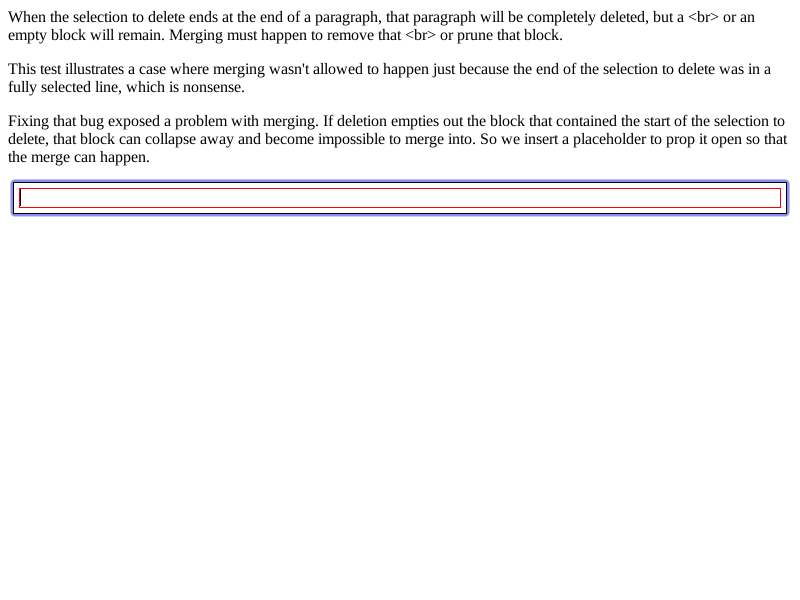 When the selection to delete ends at the end of a paragraph, that paragraph will be completely deleted, but a <br> or an
empty block will remain. Merging must happen to remove that <br> or prune that block.
This test illustrates a case where merging wasn't allowed to happen just because the end of the selection to delete was in a
fully selected line, which is nonsense.
Fixing that bug exposed a problem with merging. If deletion empties out the block that contained the start of the selection to
delete, that block can collapse away and become impossible to merge into. So we insert a placeholder to prop it open so that
the merge can happen.